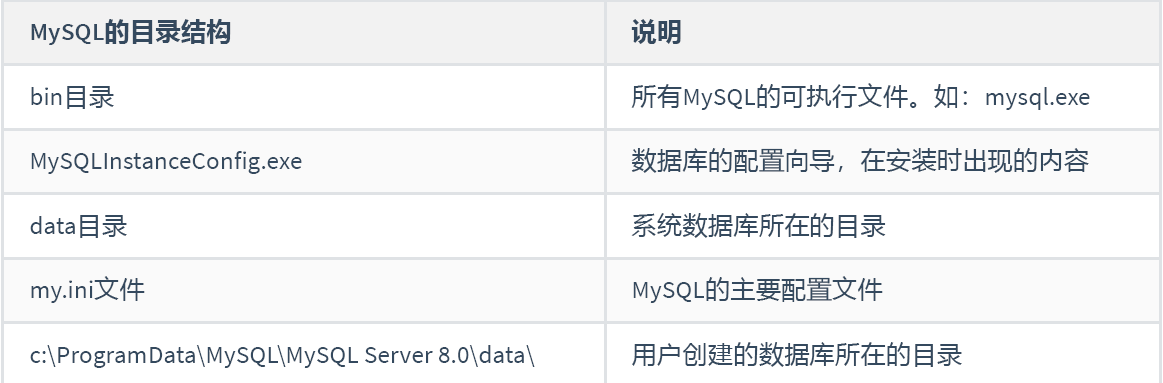 MySQL的目录结构 说明
bin目录 所有MySQL的可执行文件。如：mysql.exe
MySQLInstanceConfig.exe 数据库的配置向导，在安装时出现的内容
data目录 系统数据库所在的目录
my.ini文件 MySQL的主要配置文件
c:\ProgramData\MySQL\MySQL Server 8.0\data\ 用户创建的数据库所在的目录